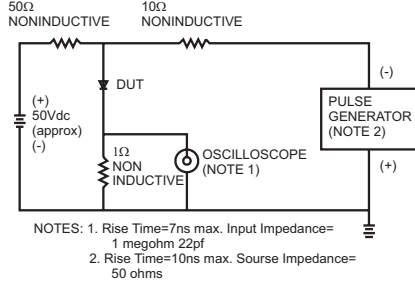 50Ω
NONINDUCTIVE
10Ω
NONINDUCTIVE
DUT
(+)
50Vdc
(approx)
(-)
1Ω
NON
INDUCTIVE
OSCILLOSCOPE
(NOTE 1)
(-)
PULSE
GENERATOR
(NOTE 2)
(+)
NOTES: 1. Rise Time=7ns max. Input Impedance=
1 megohm 22pf
2. Rise Time=10ns max. Sourse Impedance=
50 ohms